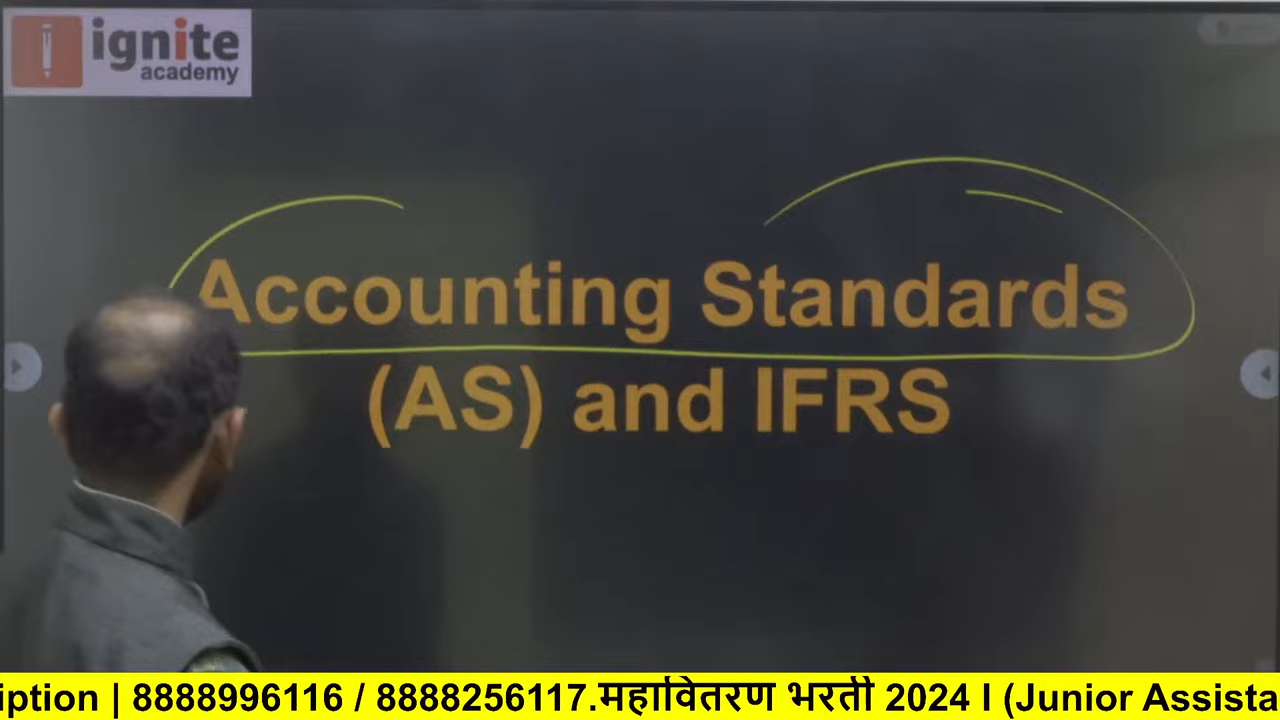 ignite
academy
Accounting Standards
(AS) and IFRS
iption | 8888996116 / 8888256117.महावितरण भरती 2024 I (Junior Assista